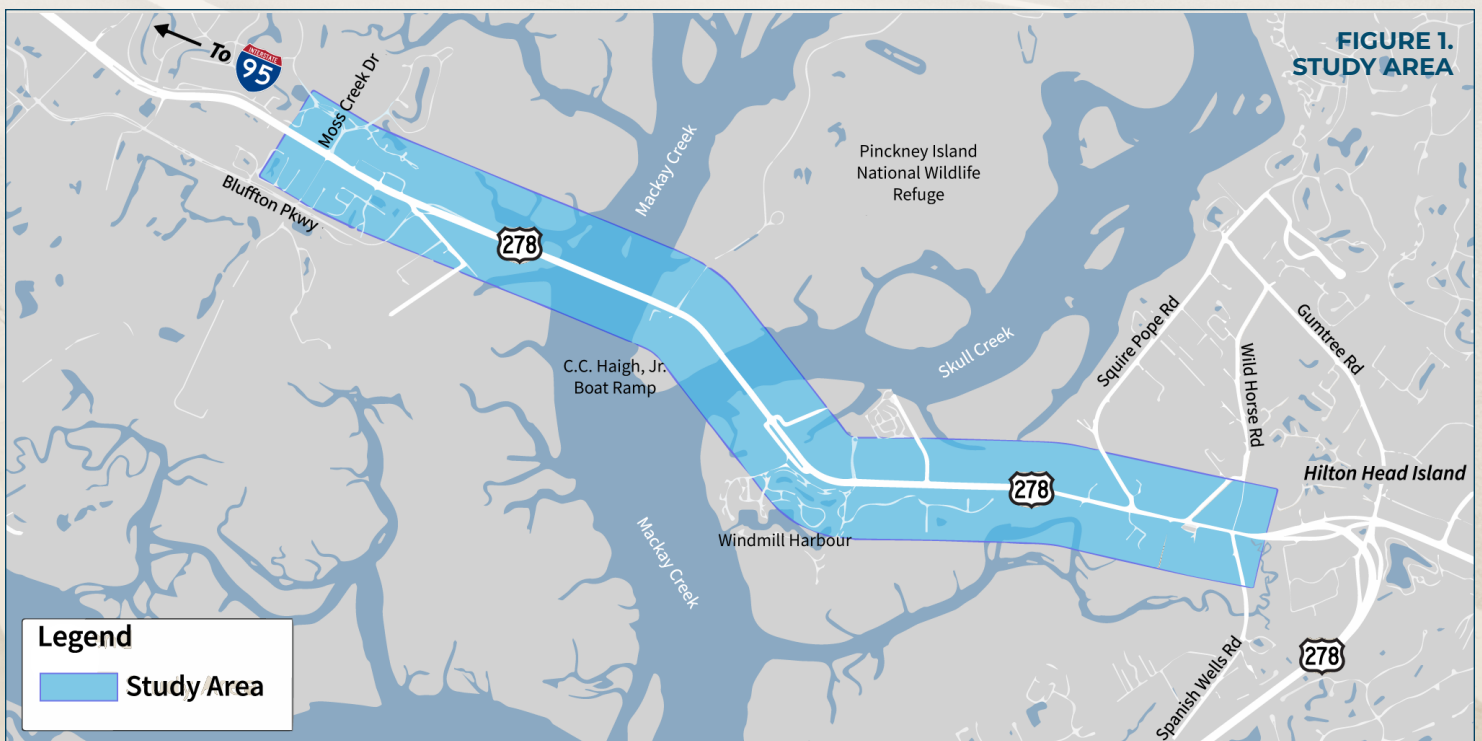 FIGURE 1.
STUDY AREA
To
INTERSTATE
95
Moss Creek Dr
Bluffton Pkwy
278
Mackay Creek
Pinckney Island
National Wildlife
Refuge
C.C. Haigh, Jr.
Boat Ramp
Skull Creek
Squire Pope Rd
Gumtree Rd
Wild Horse Rd
Hilton Head Island
278
Windmill Harbour
Mackay Creek
278
Spanish Wells Rd
Legend
Study Area